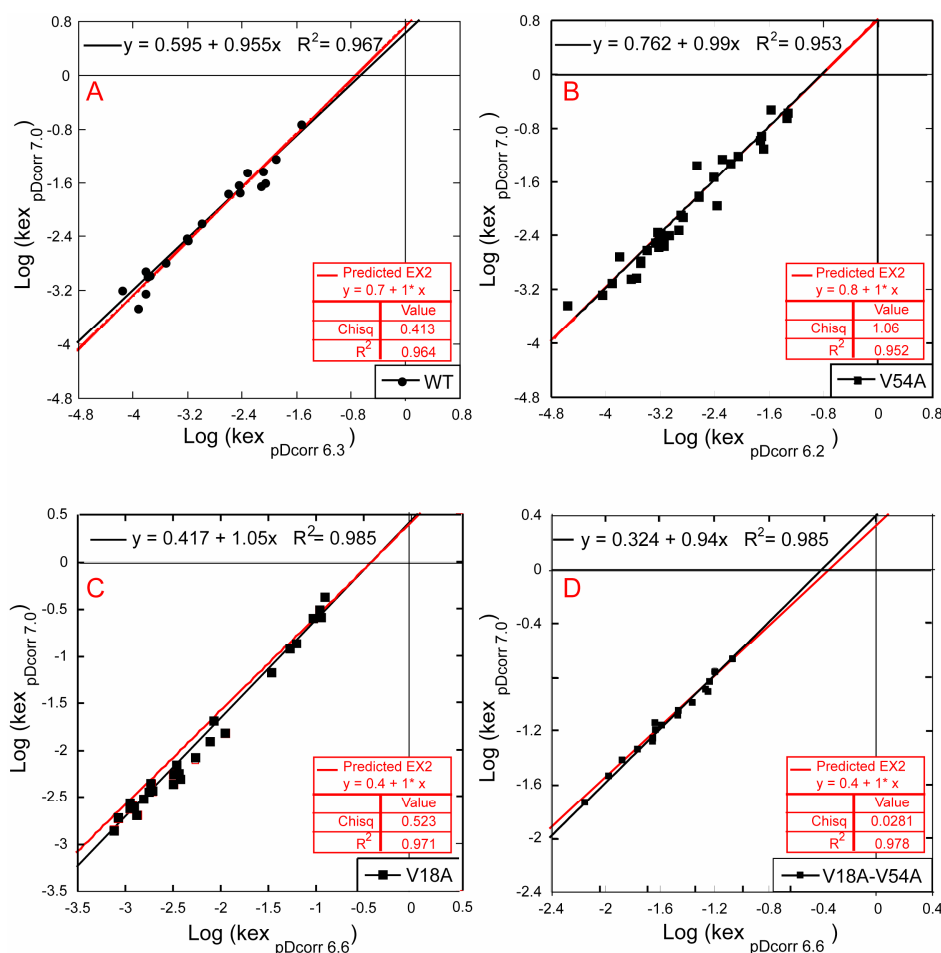 y = 0.595 + 0.955x R²= 0.967
A
0.8
0
-0.8
-1.6
-2.4
-3.2
-4
-4.8
Log (kex pDcorr 7.0)
Predicted EX2
y = 0.7 + 1* x
Value
Chisq 0.413
R² 0.964
WT
-4.8 -4 -3.2 -2.4 -1.6 -0.8 0 0.8
Log (kex pDcorr 6.3)
y = 0.762 + 0.99x R²= 0.953
B
0.8
0
-0.8
-1.6
-2.4
-3.2
-4
-4.8
Log (kex pDcorr 7.0)
Predicted EX2
y = 0.8 + 1* x
Value
Chisq 1.06
R² 0.952
V54A
-4.8 -4 -3.2 -2.4 -1.6 -0.8 0 0.8
Log (kex pDcorr 6.2)
y = 0.417 + 1.05x R²= 0.985
C
0.5
0
-0.5
-1
-1.5
-2
-2.5
-3
-3.5
Log (kex pDcorr 7.0)
Predicted EX2
y = 0.4 + 1* x
Value
Chisq 0.523
R² 0.971
V18A
-3.5 -3 -2.5 -2 -1.5 -1 -0.5 0 0.5
Log (kex pDcorr 6.6)
y = 0.324 + 0.94x R²= 0.985
D
0.4
0
-0.4
-0.8
-1.2
-1.6
-2
-2.4
Log (kex pDcorr 7.0)
Predicted EX2
y = 0.4 + 1* x
Value
Chisq 0.0281
R² 0.978
V18A-V54A
-2.4 -2 -1.6 -1.2 -0.8 -0.4 0 0.4
Log (kex pDcorr 6.6)